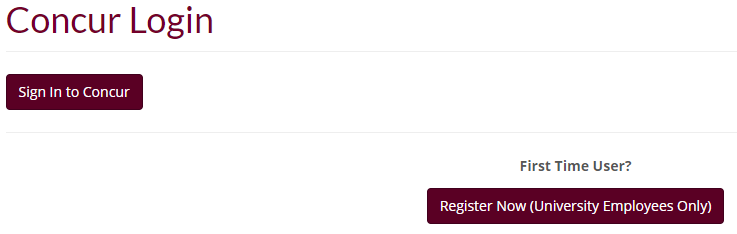 Concur Login
Sign In to Concur
First Time User?
Register Now (University Employees Only)